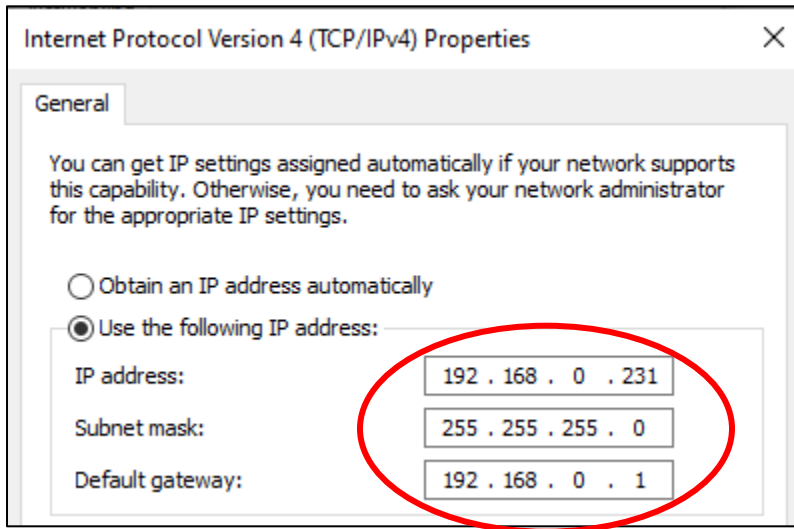 Internet Protocol Version 4 (TCP/IPv4) Properties
General
You can get IP settings assigned automatically if your network supports
this capability. Otherwise, you need to ask your network administrator
for the appropriate IP settings.
Obtain an IP address automatically
Use the following IP address:
IP address: 192 . 168 . 0 . 231
Subnet mask: 255 . 255 . 255 . 0
Default gateway: 192 . 168 . 0 . 1